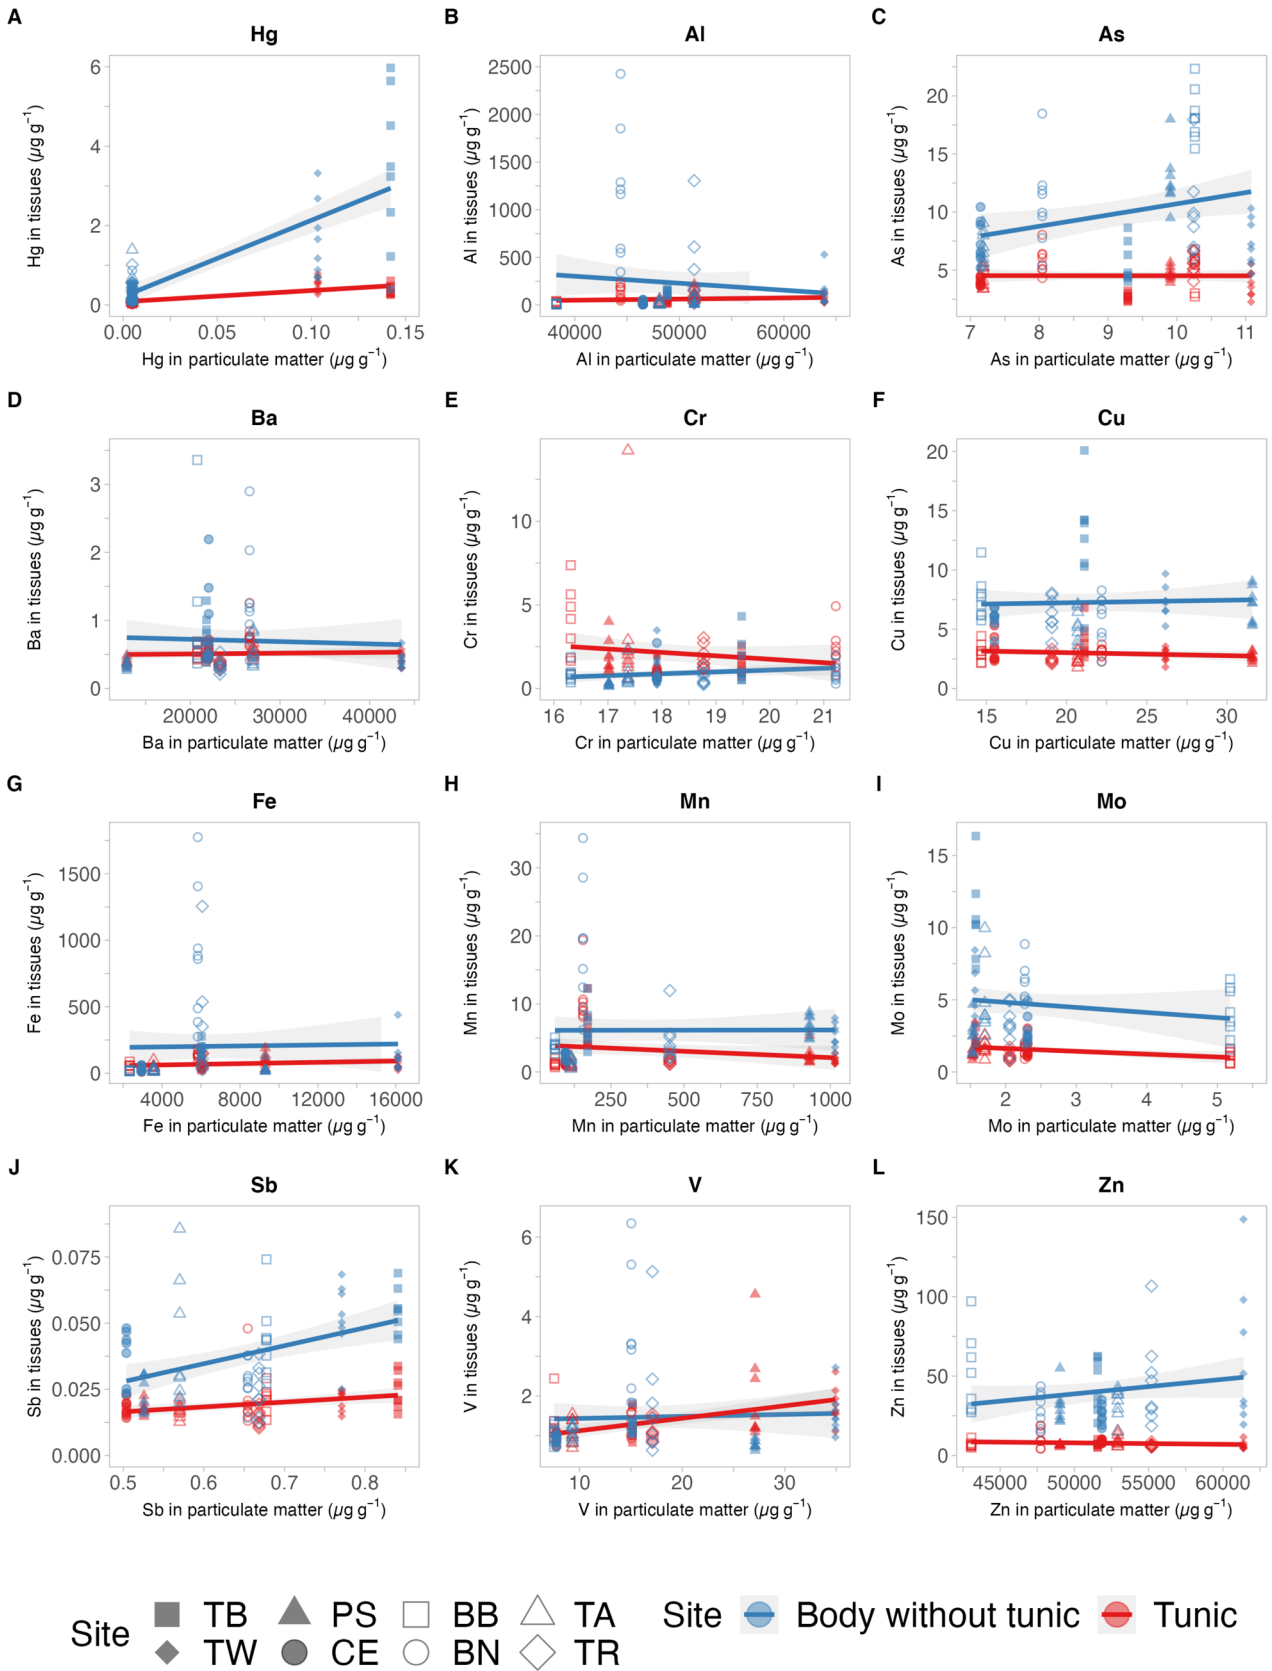 A B C
Hg Al As
Hg in tissues (µg g⁻¹)
6
4
2
0
0.00 0.05 0.10 0.15
Hg in particulate matter (µg g⁻¹)
Al in tissues (µg g⁻¹)
2500
2000
1500
1000
500
0
40000 50000 60000
Al in particulate matter (µg g⁻¹)
As in tissues (µg g⁻¹)
20
15
10
5
7 8 9 10 11
As in particulate matter (µg g⁻¹)
D E F
Ba Cr Cu
Ba in tissues (µg g⁻¹)
3
2
1
0
20000 30000 40000
Ba in particulate matter (µg g⁻¹)
Cr in tissues (µg g⁻¹)
10
5
0
16 17 18 19 20 21
Cr in particulate matter (µg g⁻¹)
Cu in tissues (µg g⁻¹)
20
15
10
5
0
15 20 25 30
Cu in particulate matter (µg g⁻¹)
G H I
Fe Mn Mo
Fe in tissues (µg g⁻¹)
1500
1000
500
0
4000 8000 12000 16000
Fe in particulate matter (µg g⁻¹)
Mn in tissues (µg g⁻¹)
30
20
10
0
250 500 750 1000
Mn in particulate matter (µg g⁻¹)
Mo in tissues (µg g⁻¹)
15
10
5
0
2 3 4 5
Mo in particulate matter (µg g⁻¹)
J K L
Sb V Zn
Sb in tissues (µg g⁻¹)
0.075
0.050
0.025
0.000
0.5 0.6 0.7 0.8
Sb in particulate matter (µg g⁻¹)
V in tissues (µg g⁻¹)
6
4
2
10 20 30
V in particulate matter (µg g⁻¹)
Zn in tissues (µg g⁻¹)
150
100
50
0
45000 50000 55000 60000
Zn in particulate matter (µg g⁻¹)
Site TB PS BB TA
TW CE BN TR
Site Body without tunic Tunic